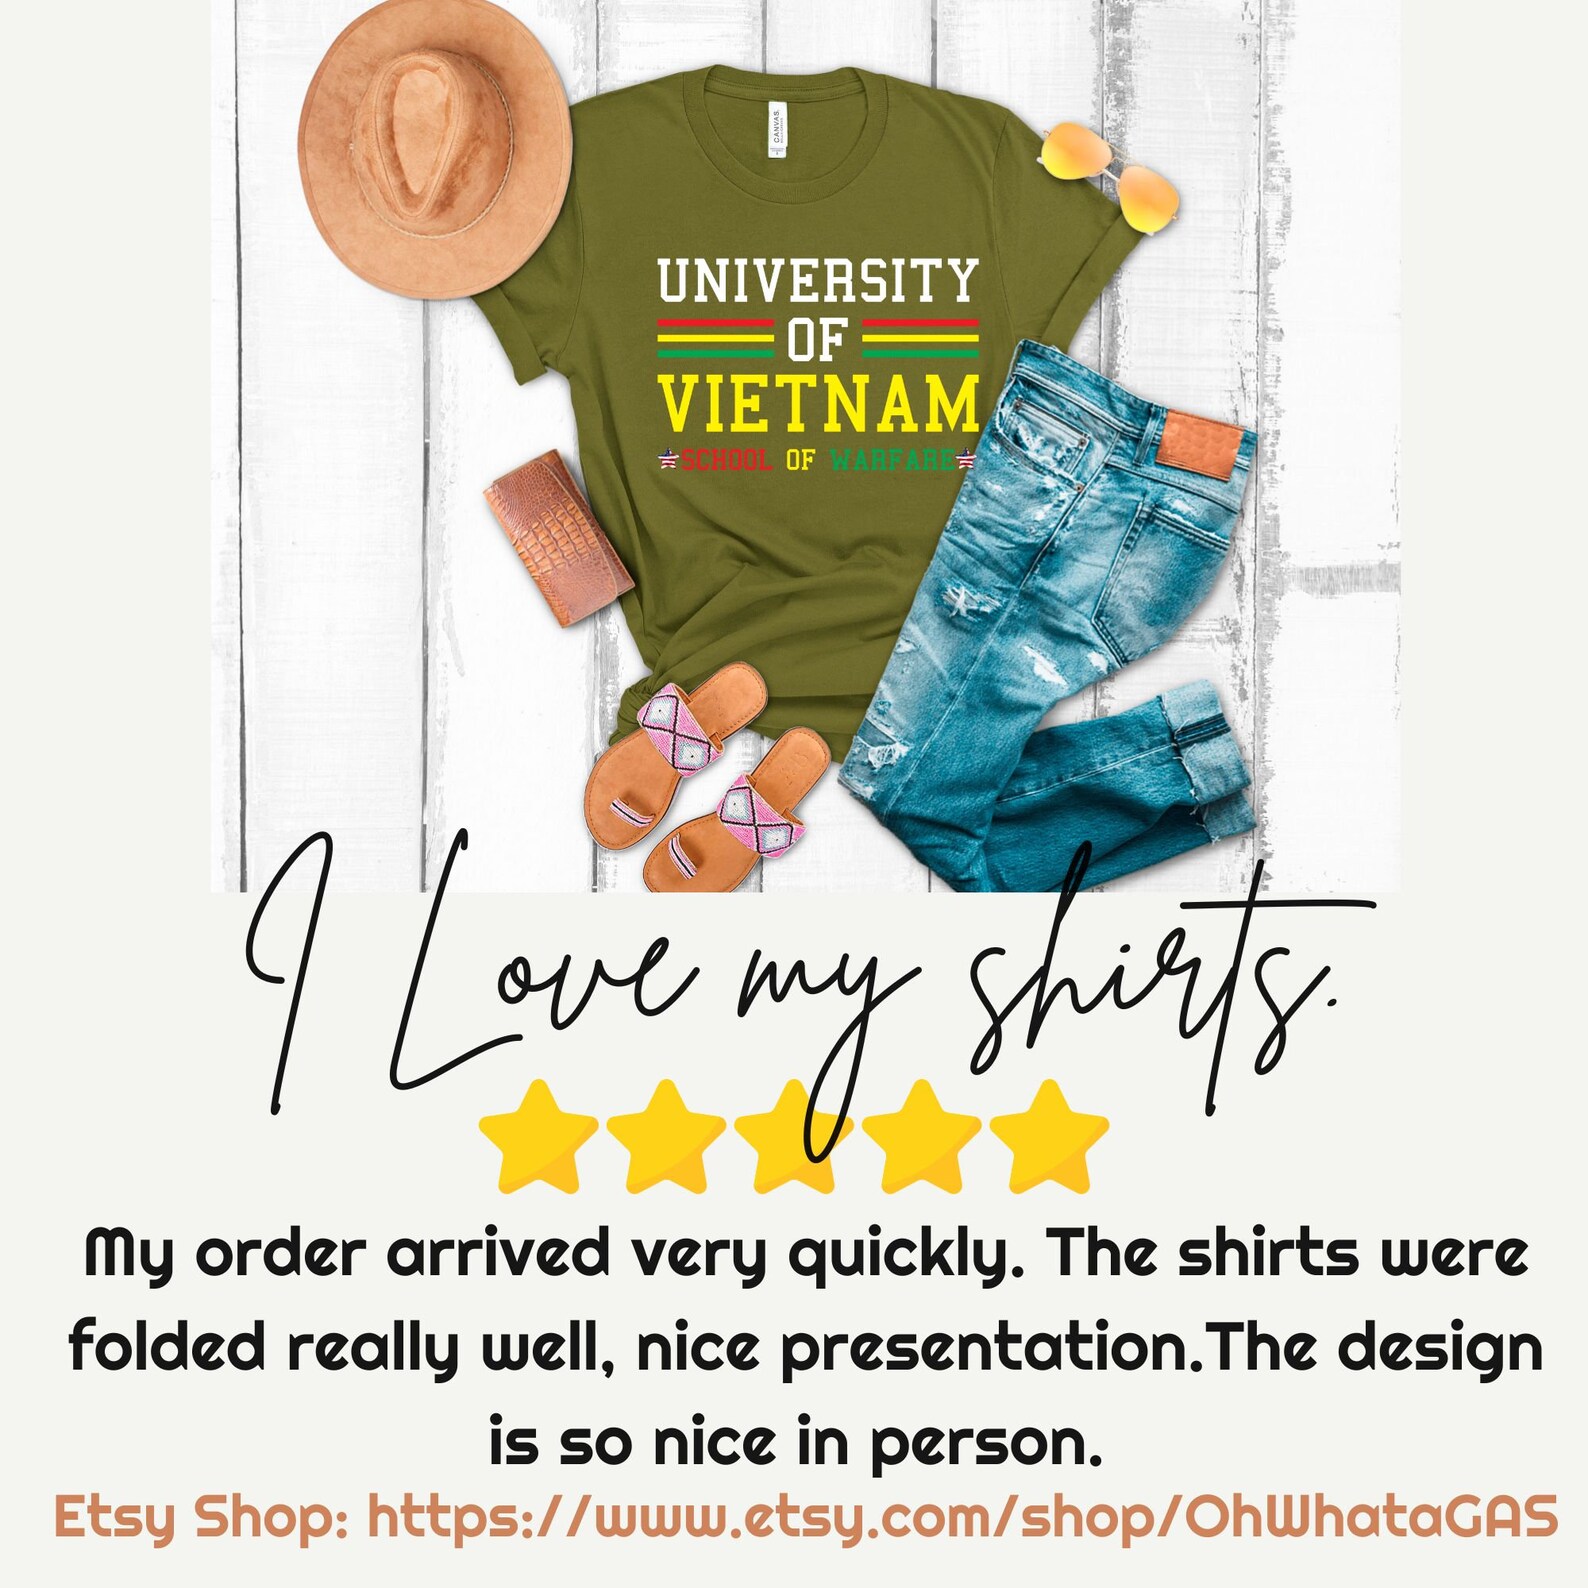 CANVAS
UNIVERSITY
OF
VIETNAM
SCHOOL OF WARFARE
I Love my shirts.
My order arrived very quickly. The shirts were
folded really well, nice presentation.The design
is so nice in person.
Etsy Shop: https://www.etsy.com/shop/OhWhataGAS